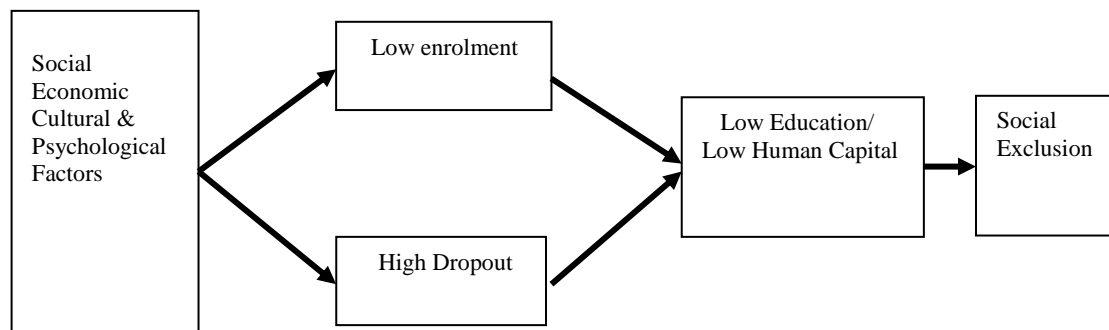 Social
Economic
Cultural &
Psychological
Factors
Low enrolment
High Dropout
Low Education/
Low Human Capital
Social
Exclusion